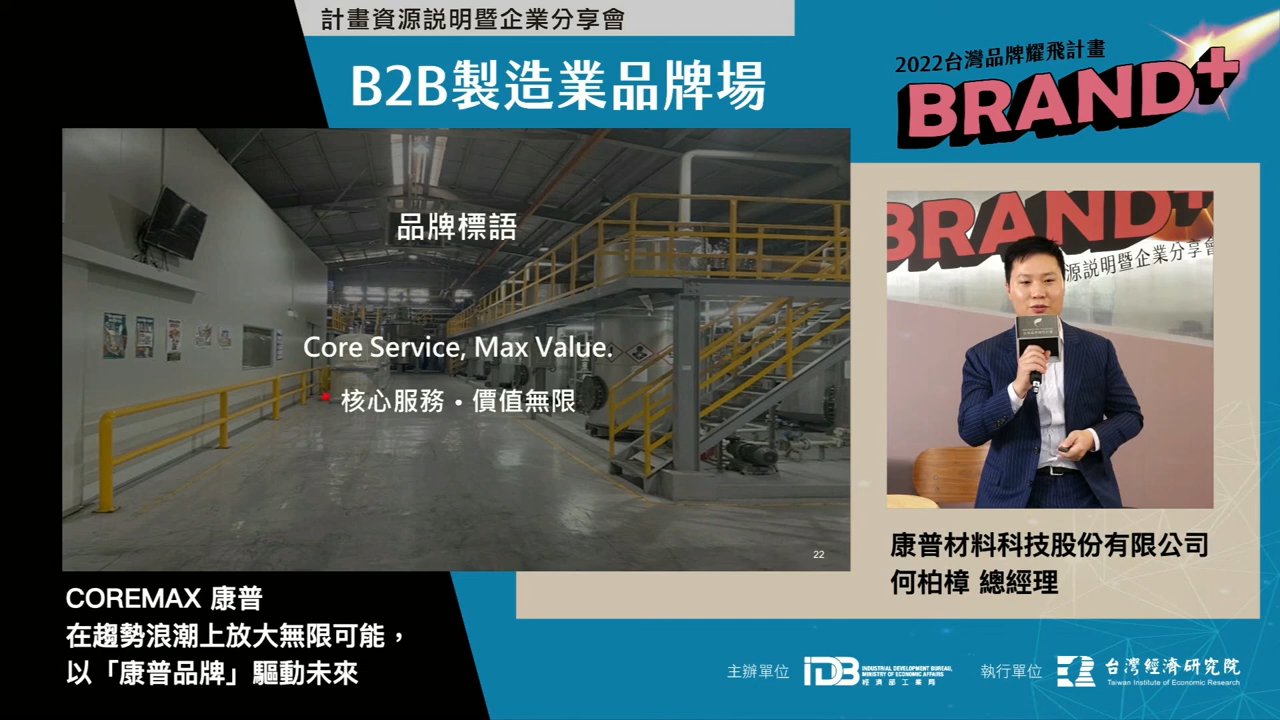 計畫資源説明暨企業分享會
B2B製造業品牌場
2022台灣品牌耀飛計畫
BRAND+
品牌標語
Core Service, Max Value.
核心服務•價值無限
22
BRAND+
源説明暨企業分享會
康普材料科技股份有限公司
何柏樟 總經理
COREMAX 康普
在趨勢浪潮上放大無限可能，
以「康普品牌」驅動未來
主辦單位
IDB
INDUSTRIAL DEVELOPMENT BUREAU,
MINISTRY OF ECONOMIC AFFAIRS
經濟部工業局
執行單位
台灣經濟研究院
Taiwan Institute of Economic Research